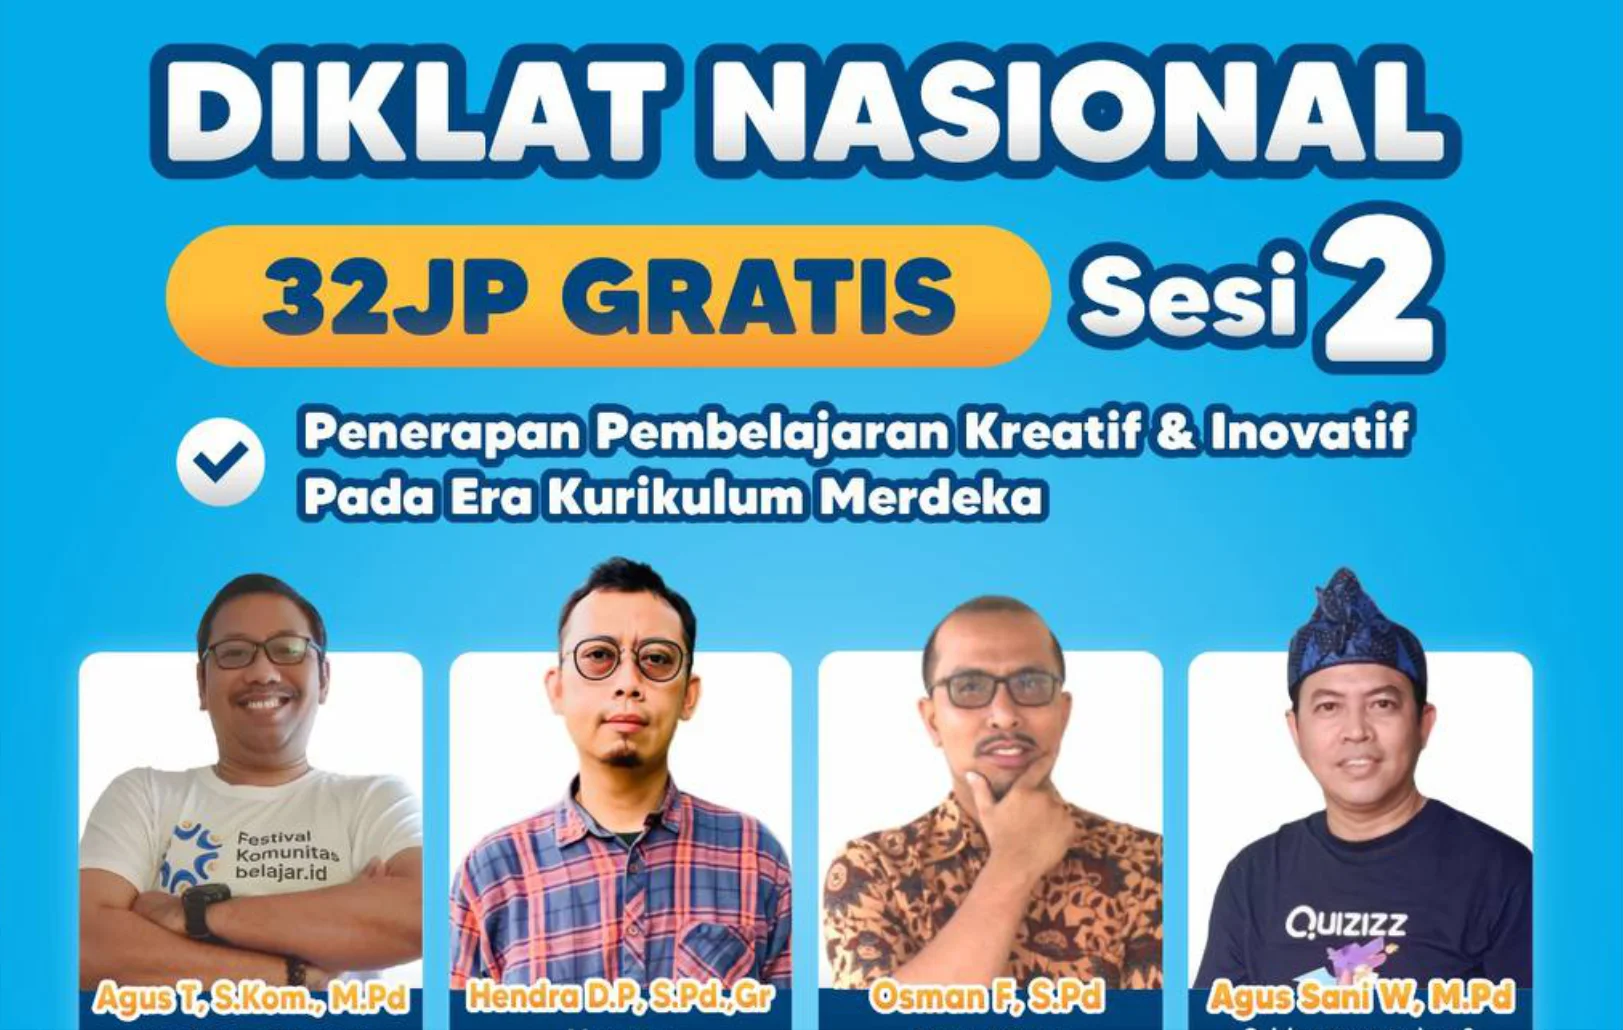 DIKLAT NASIONAL
32JP GRATIS Sesi 2
Penerapan Pembelajaran Kreatif & Inovatif
Pada Era Kurikulum Merdeka
Festival
Komunitas
belajar.id
QUIZIZZ
Agus T, S.Kom., M.Pd
Hendra D.P, S.Pd.,Gr
Osman F, S.Pd
Agus Sani W, M.Pd